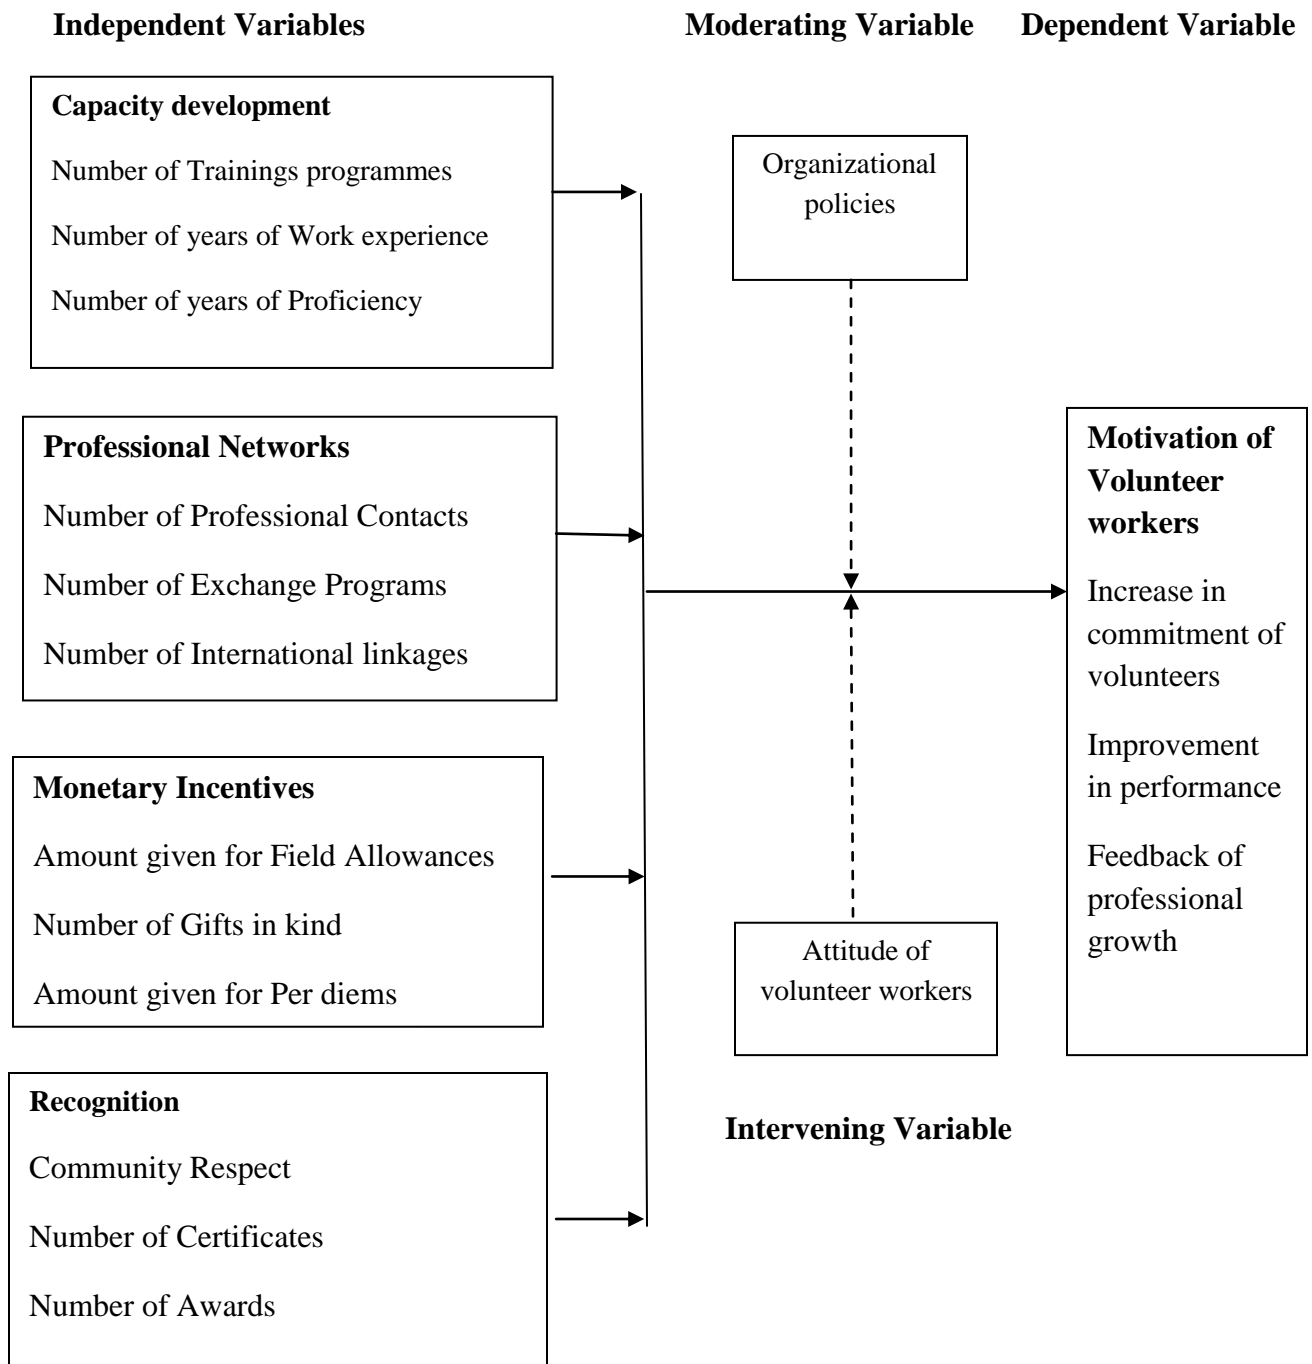 Independent Variables
Moderating Variable
Dependent Variable
Capacity development
Number of Trainings programmes
Number of years of Work experience
Number of years of Proficiency
Professional Networks
Number of Professional Contacts
Number of Exchange Programs
Number of International linkages
Monetary Incentives
Amount given for Field Allowances
Number of Gifts in kind
Amount given for Per diems
Recognition
Community Respect
Number of Certificates
Number of Awards
Organizational
policies
Attitude of
volunteer workers
Intervening Variable
Motivation of
Volunteer
workers
Increase in
commitment of
volunteers
Improvement
in performance
Feedback of
professional
growth